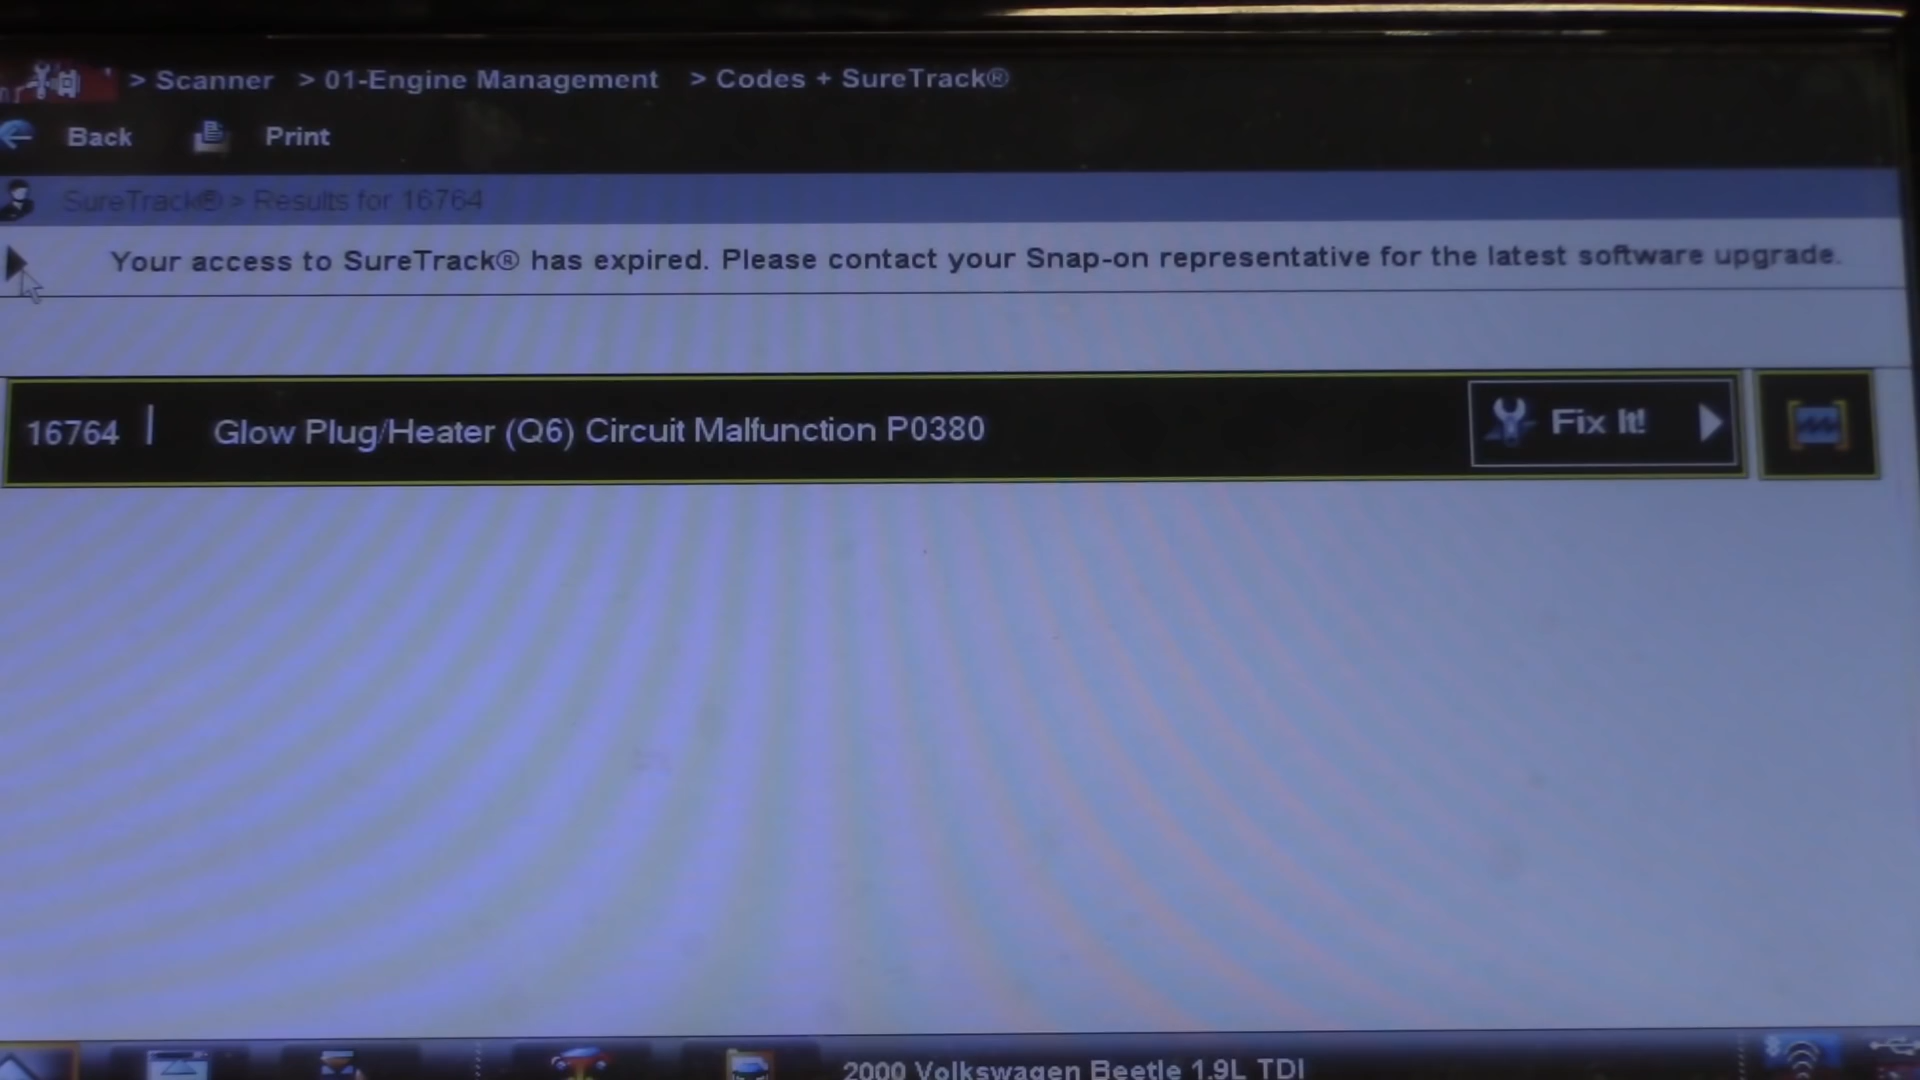 > Scanner > 01-Engine Management > Codes + SureTrack®
Back Print
SureTrack® > Results for 16764
Your access to SureTrack® has expired. Please contact your Snap-on representative for the latest software upgrade.
16764 | Glow Plug/Heater (Q6) Circuit Malfunction P0380 Fix It!
2000 Volkswagen Beetle 1.9L TDI